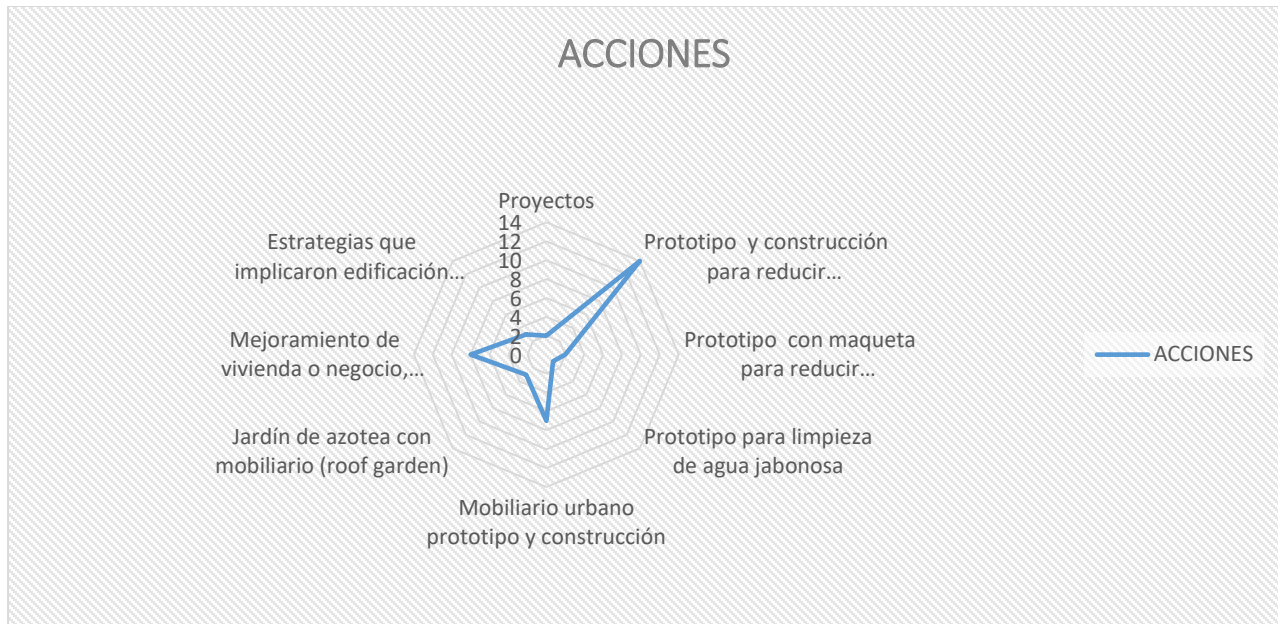 ACCIONES
Proyectos
14
12
10
8
6
4
2
0
Prototipo y construcción
para reducir...
Prototipo con maqueta
para reducir...
Prototipo para limpieza
de agua jabonosa
Mobiliario urbano
prototipo y construcción
Jardín de azotea con
mobiliario (roof garden)
Mejoramiento de
vivienda o negocio,...
Estrategias que
implicaron edificación...
ACCIONES